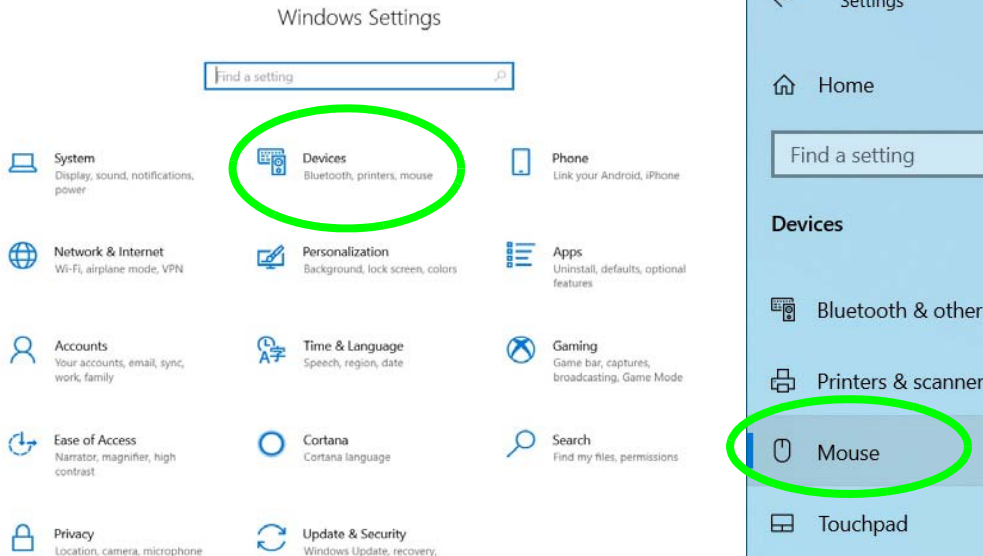 Windows Settings
Find a setting
System
Display, sound, notifications,
power
Devices
Bluetooth, printers, mouse
Phone
Link your Android, iPhone
Network & Internet
Wi-Fi, airplane mode, VPN
Personalization
Background, lock screen, colors
Apps
Uninstall, defaults, optional
features
Accounts
Your accounts, email, sync,
work, family
Time & Language
Speech, region, date
Gaming
Game bar, captures,
broadcasting, Game Mode
Ease of Access
Narrator, magnifier, high
contrast
Cortana
Cortana language
Search
Find my files, permissions
Privacy
Location, camera, microphone
Update & Security
Windows Update, recovery,
Settings
Home
Find a setting
Devices
Bluetooth & other
Printers & scanner
Mouse
Touchpad